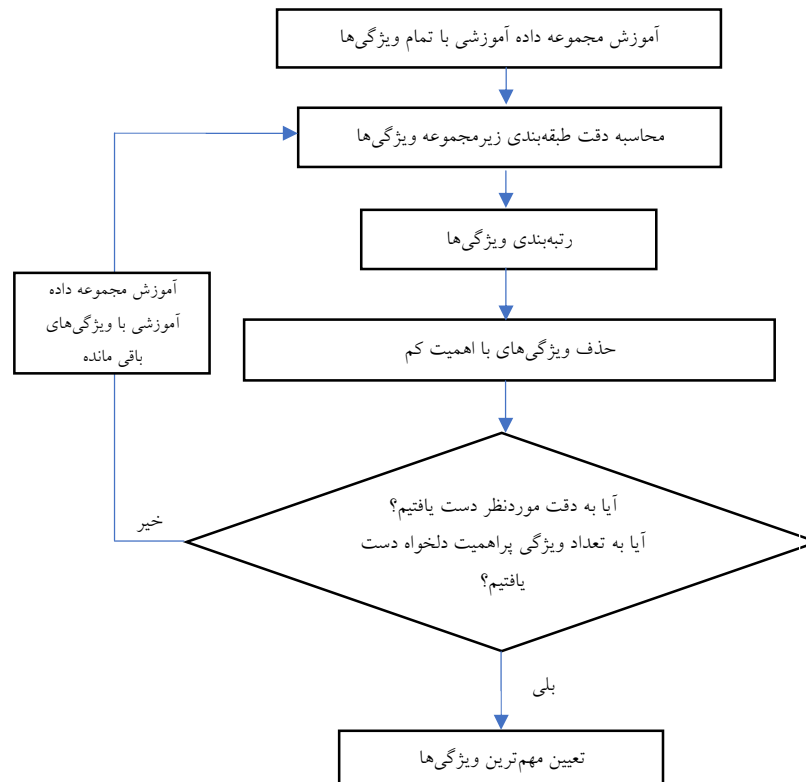 آموزش مجموعه داده آموزشی با تمام ویژگی‌ها
محاسبه دقت طبقه‌بندی زیرمجموعه ویژگی‌ها
رتبه‌بندی ویژگی‌ها
آموزش مجموعه داده
آموزشی با ویژگی‌های
باقی مانده
حذف ویژگی‌های با اهمیت کم
آیا به دقت موردنظر دست یافتیم؟
آیا به تعداد ویژگی پراهمیت دلخواه دست
یافتیم؟
خیر
بلی
تعیین مهم‌ترین ویژگی‌ها